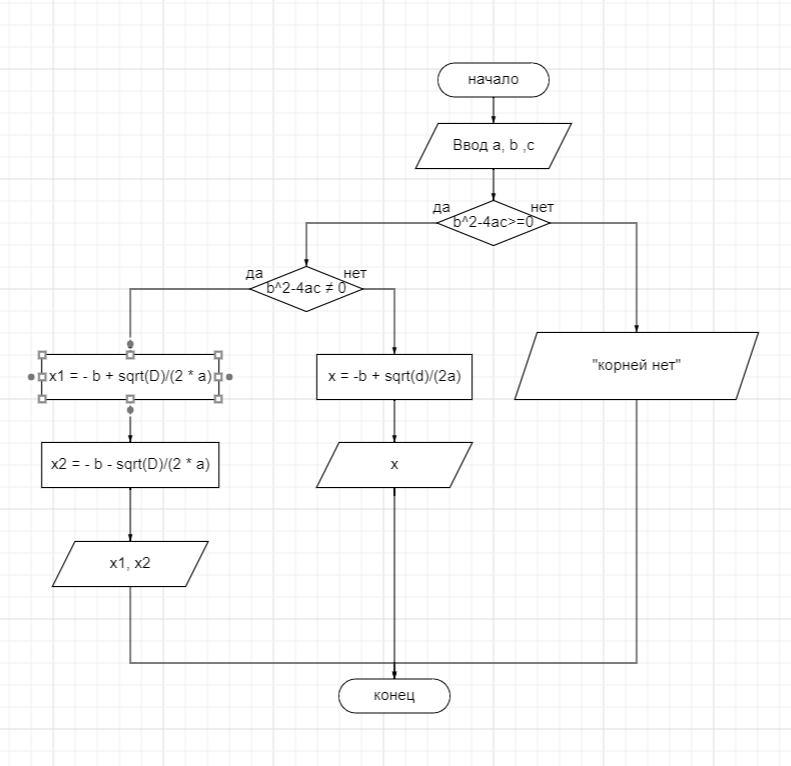 начало
Ввод a, b ,c
да
нет
b^2-4ac>=0
да
нет
b^2-4ac ≠ 0
x1 = - b + sqrt(D)/(2 * a)
x = -b + sqrt(d)/(2a)
"корней нет"
x2 = - b - sqrt(D)/(2 * a)
x
x1, x2
конец